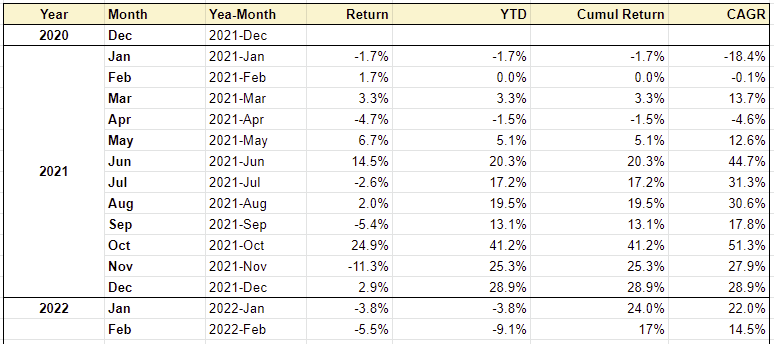 Year Month Yea-Month Return YTD Cumul Return CAGR
2020 Dec 2021-Dec
Jan 2021-Jan -1.7% -1.7% -1.7% -18.4%
Feb 2021-Feb 1.7% 0.0% 0.0% -0.1%
Mar 2021-Mar 3.3% 3.3% 3.3% 13.7%
Apr 2021-Apr -4.7% -1.5% -1.5% -4.6%
May 2021-May 6.7% 5.1% 5.1% 12.6%
Jun 2021-Jun 14.5% 20.3% 20.3% 44.7%
2021 Jul 2021-Jul -2.6% 17.2% 17.2% 31.3%
Aug 2021-Aug 2.0% 19.5% 19.5% 30.6%
Sep 2021-Sep -5.4% 13.1% 13.1% 17.8%
Oct 2021-Oct 24.9% 41.2% 41.2% 51.3%
Nov 2021-Nov -11.3% 25.3% 25.3% 27.9%
Dec 2021-Dec 2.9% 28.9% 28.9% 28.9%
2022 Jan 2022-Jan -3.8% -3.8% 24.0% 22.0%
Feb 2022-Feb -5.5% -9.1% 17% 14.5%